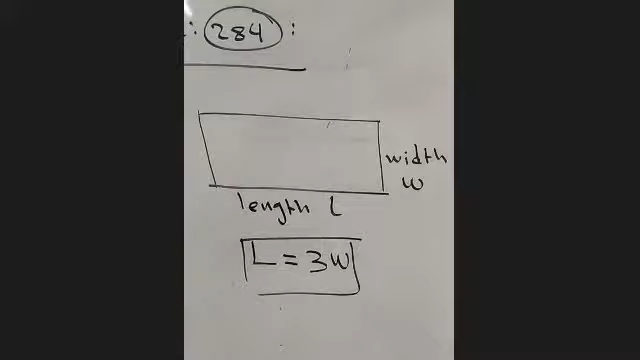 : 284 :
width
w
length L
L = 3w